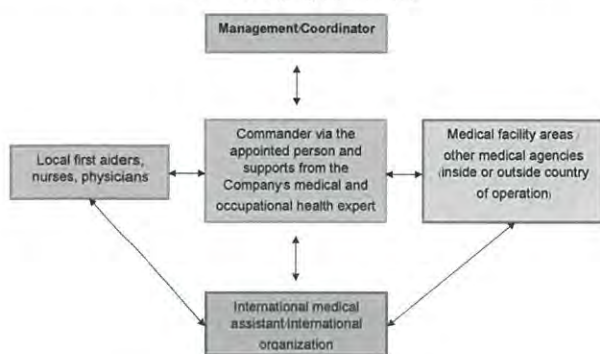 Management/Coordinator
Commander via the
appointed person and
supports from the
Company's medical and
occupational health expert
Local first aiders,
nurses, physicians
Medical facility areas
other medical agencies
(inside or outside country
of operation)
International medical
assistant/International
organization